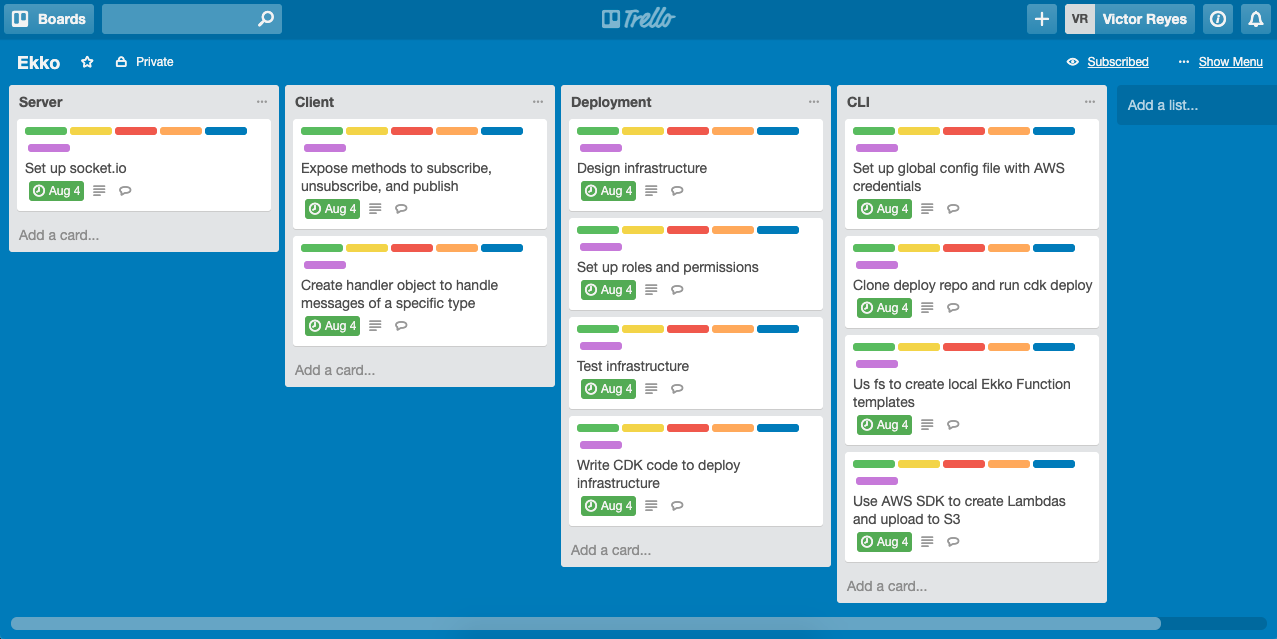 Boards
Trello
VR Victor Reyes
Ekko
Private
Subscribed
... Show Menu
Server ...
Set up socket.io
Aug 4
Add a card...
Client ...
Expose methods to subscribe,
unsubscribe, and publish
Aug 4
Create handler object to handle
messages of a specific type
Aug 4
Add a card...
Deployment ...
Design infrastructure
Aug 4
Set up roles and permissions
Aug 4
Test infrastructure
Aug 4
Write CDK code to deploy
infrastructure
Aug 4
Add a card...
CLI ...
Set up global config file with AWS
credentials
Aug 4
Clone deploy repo and run cdk deploy
Aug 4
Us fs to create local Ekko Function
templates
Aug 4
Use AWS SDK to create Lambdas
and upload to S3
Aug 4
Add a card...
Add a list...